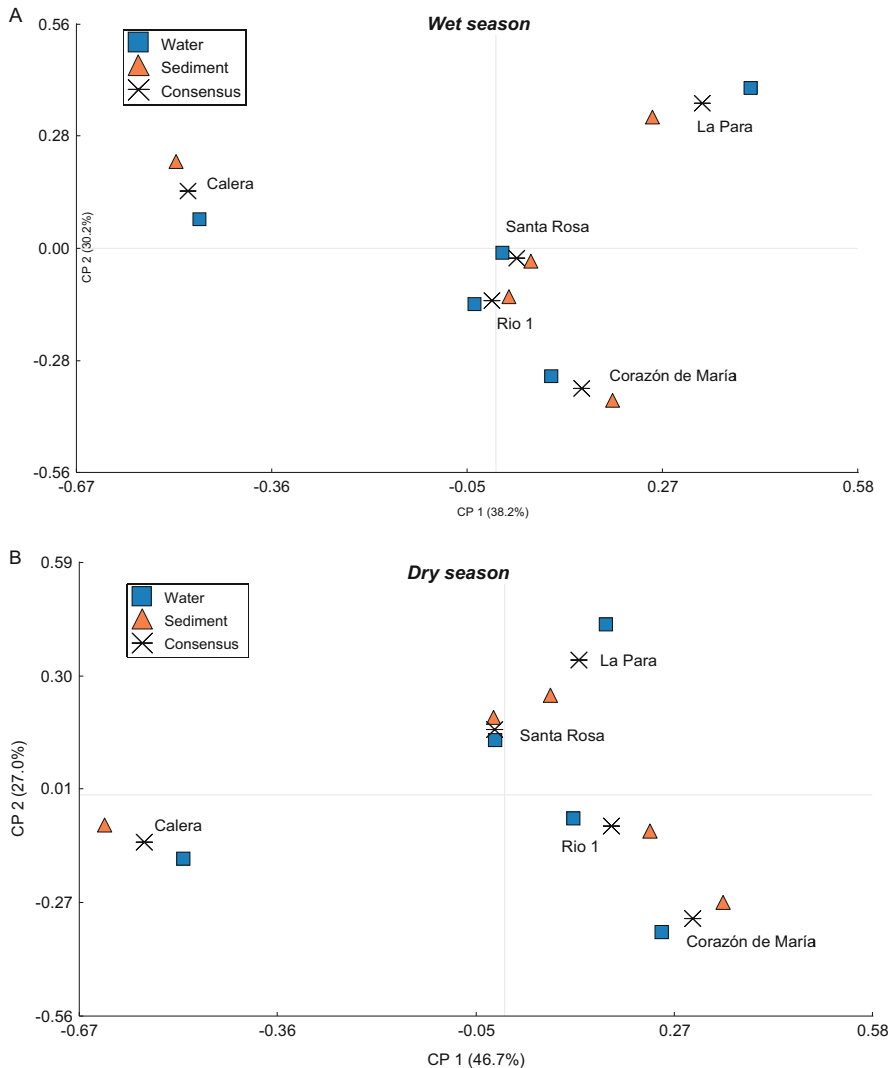 A
Wet season
0.56
Water
Sediment
Consensus
La Para
0.28
Calera
Santa Rosa
0.00
CP 2 (30.2%)
Rio 1
-0.28
Corazón de María
-0.56
-0.67 -0.36 -0.05 0.27 0.58
CP 1 (38.2%)
B
Dry season
0.59
Water
Sediment
Consensus
La Para
0.30
Santa Rosa
0.01
CP 2 (27.0%)
Calera
Rio 1
-0.27
Corazón de María
-0.56
-0.67 -0.36 -0.05 0.27 0.58
CP 1 (46.7%)